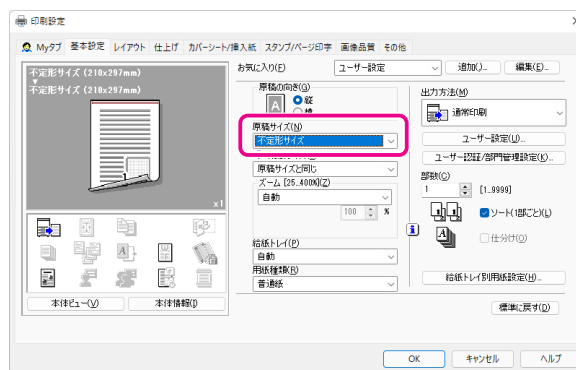 印刷設定
Myタブ 基本設定 レイアウト 仕上げ カバーシート/挿入紙 スタンプ/ページ印字 画像品質 その他
不定形サイズ (210x297mm)
不定形サイズ (210x297mm)
x1
本体ビュー(V)
本体情報(I)
お気に入り(F)
ユーザー設定
追加(J)...
編集(E)...
原稿の向き(G)
縦
原稿サイズ(N)
不定形サイズ
原稿サイズと同じ
ズーム [25..400%](Z)
自動
100
%
給紙トレイ(P)
自動
用紙種類(R)
普通紙
出力方法(M)
通常印刷
ユーザー設定(U)...
ユーザー認証/部門管理設定(K)...
部数(C)
1
[1..9999]
ソート(1部ごと)(L)
仕分け(O)
給紙トレイ別用紙設定(H)...
標準に戻す(D)
OK
キャンセル
ヘルプ